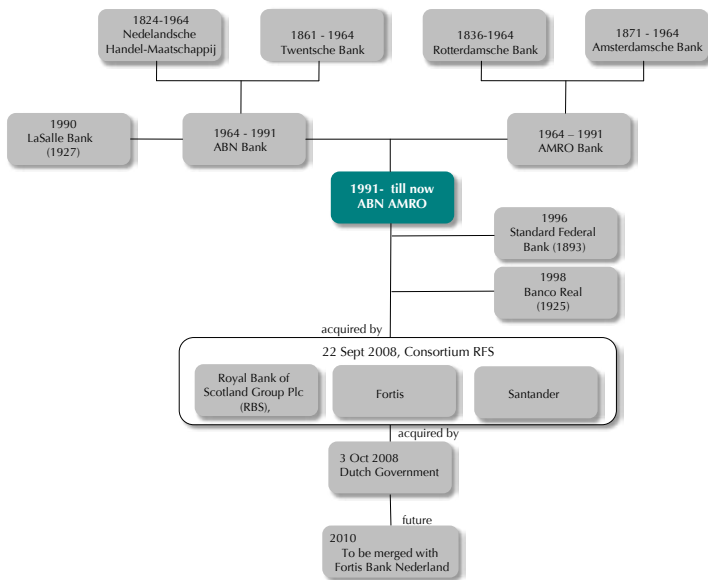 1824-1964
Nedelandsche
Handel-Maatschappij
1861 - 1964
Twentsche Bank
1836-1964
Rotterdamsche Bank
1871 - 1964
Amsterdamsche Bank
1990
LaSalle Bank
(1927)
1964 - 1991
ABN Bank
1964 – 1991
AMRO Bank
1991-  till now
ABN AMRO
1996
Standard Federal
Bank (1893)
1998
Banco Real
(1925)
acquired by
22 Sept 2008, Consortium RFS
Royal Bank of
Scotland Group Plc
(RBS),
Fortis
Santander
acquired by
3 Oct 2008
Dutch Government
future
2010
To be merged with
Fortis Bank Nederland